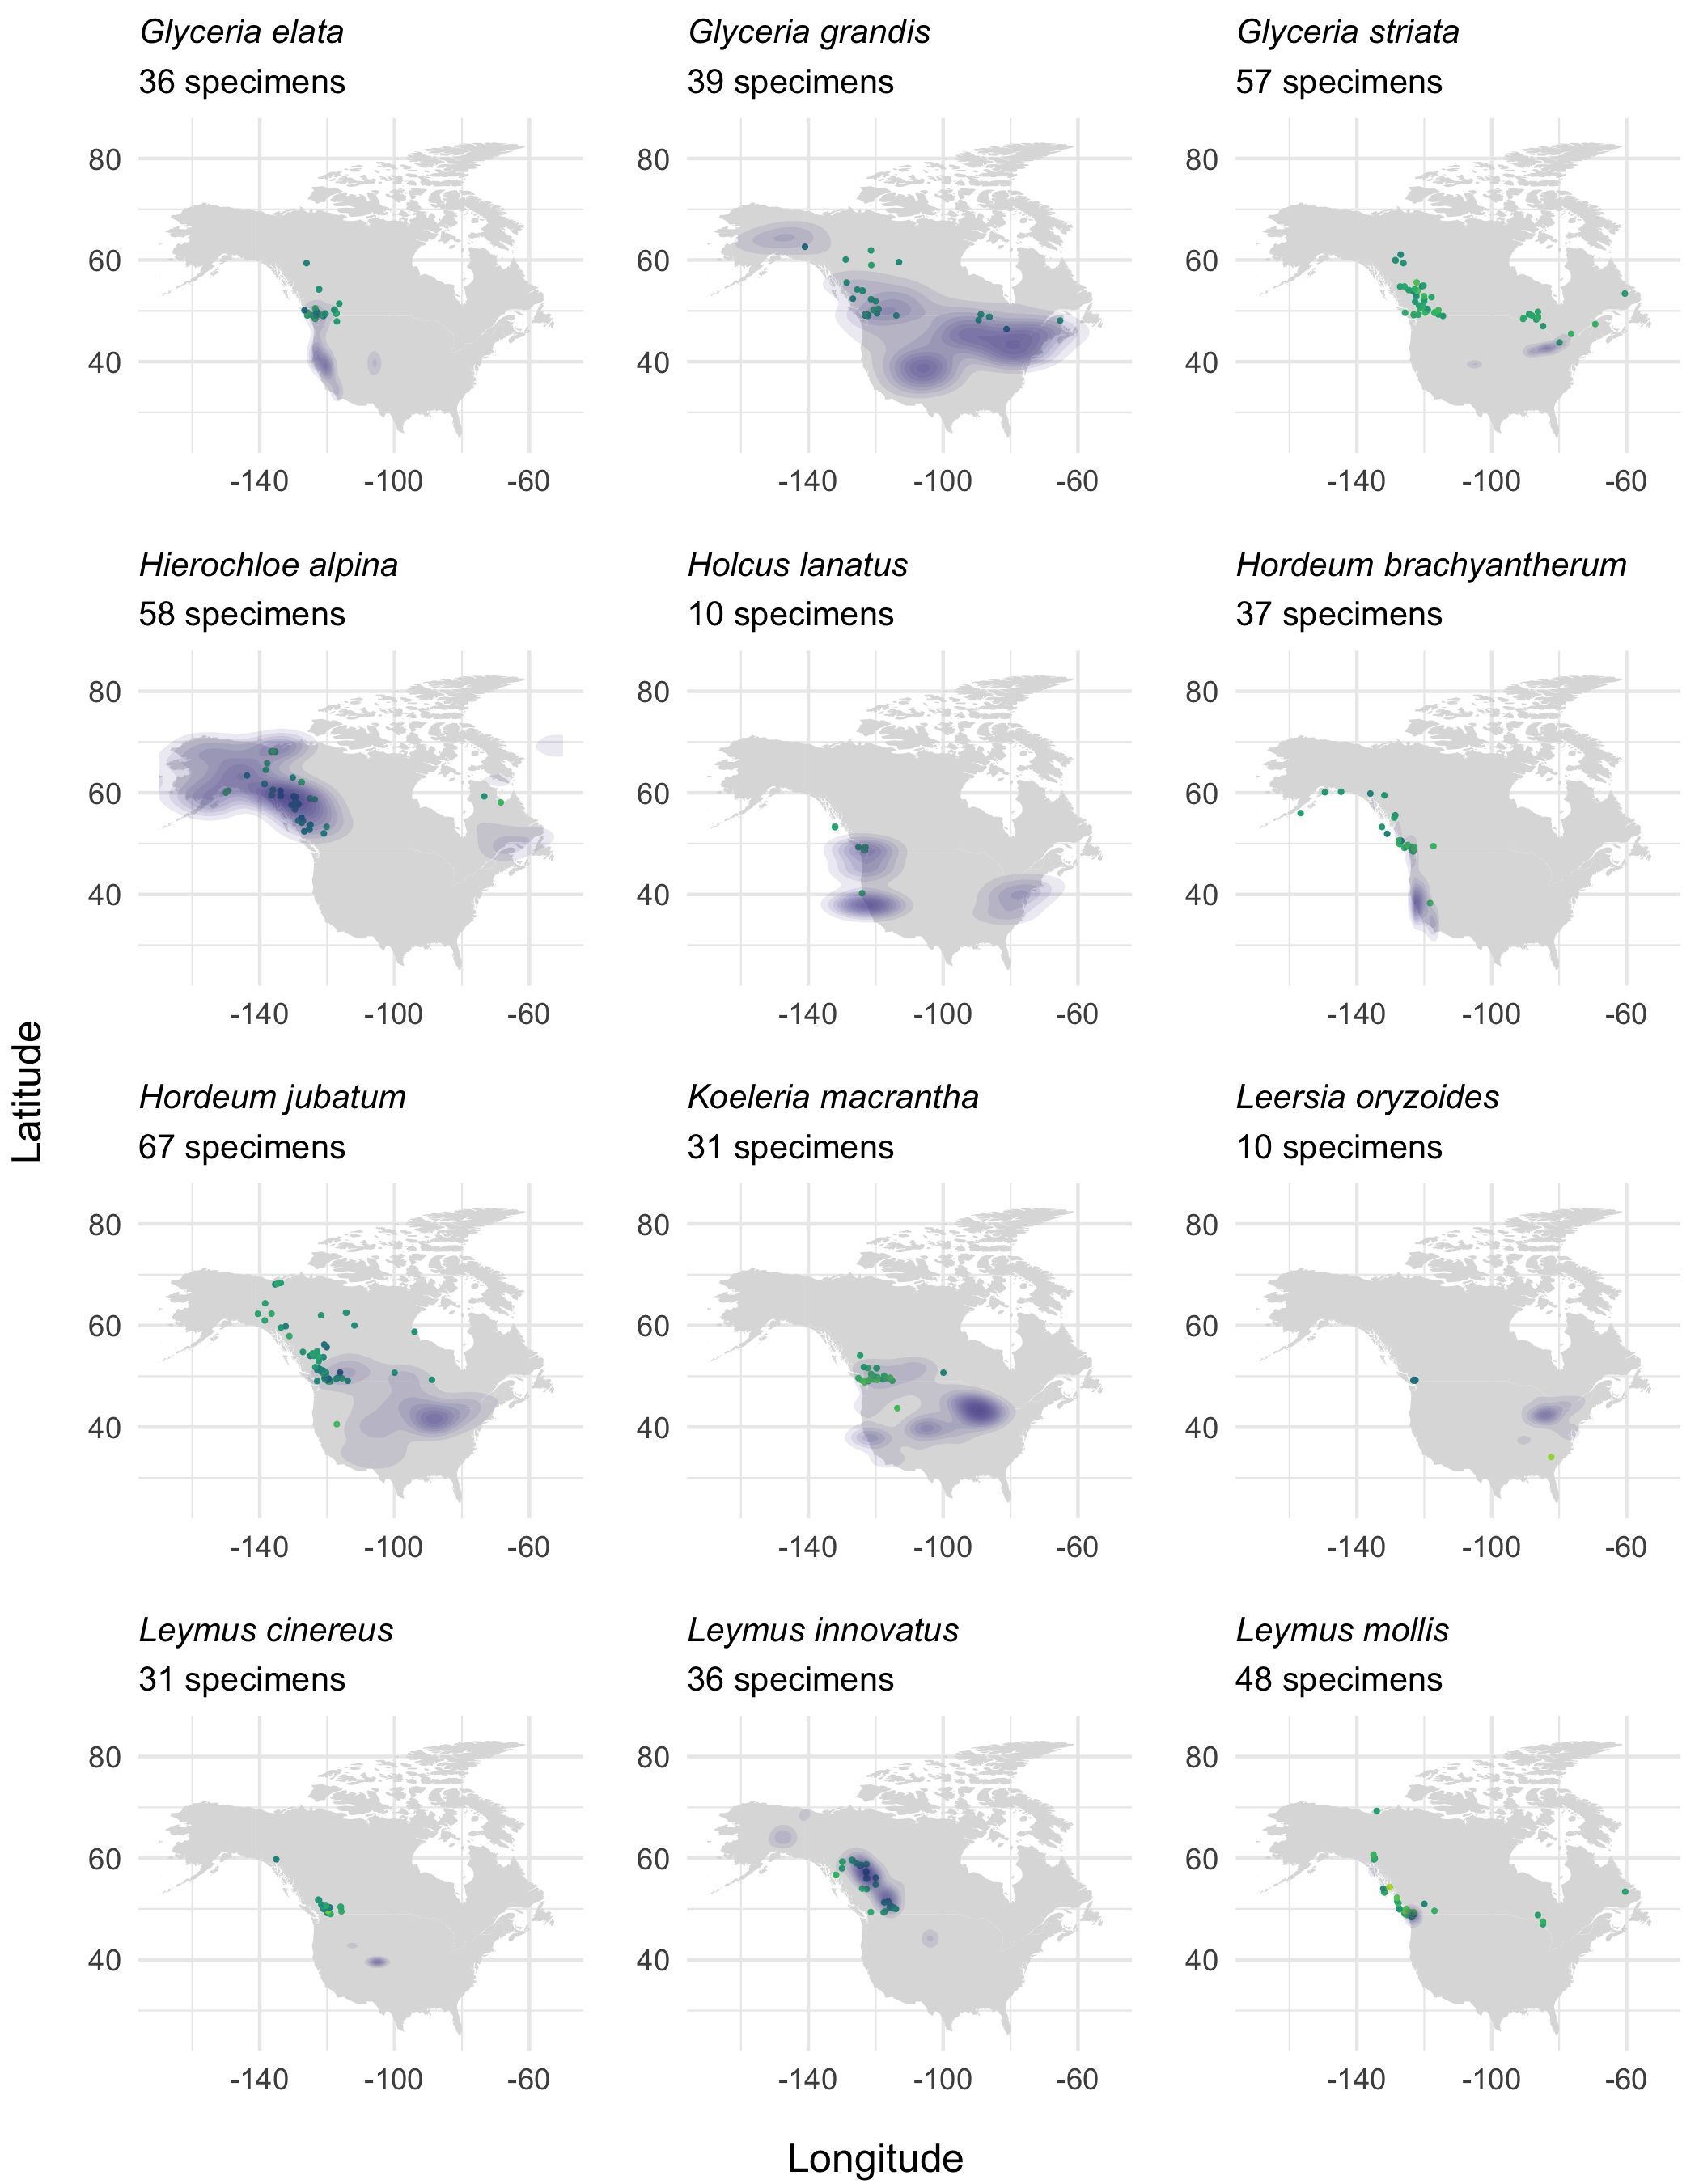 Glyceria elata
36 specimens
80
60
40
-140 -100 -60
Glyceria grandis
39 specimens
80
60
40
-140 -100 -60
Glyceria striata
57 specimens
80
60
40
-140 -100 -60
Hierochloe alpina
58 specimens
80
60
40
-140 -100 -60
Holcus lanatus
10 specimens
80
60
40
-140 -100 -60
Hordeum brachyantherum
37 specimens
80
60
40
-140 -100 -60
Hordeum jubatum
67 specimens
80
60
40
-140 -100 -60
Koeleria macrantha
31 specimens
80
60
40
-140 -100 -60
Leersia oryzoides
10 specimens
80
60
40
-140 -100 -60
Leymus cinereus
31 specimens
80
60
40
-140 -100 -60
Leymus innovatus
36 specimens
80
60
40
-140 -100 -60
Leymus mollis
48 specimens
80
60
40
-140 -100 -60
Latitude
Longitude